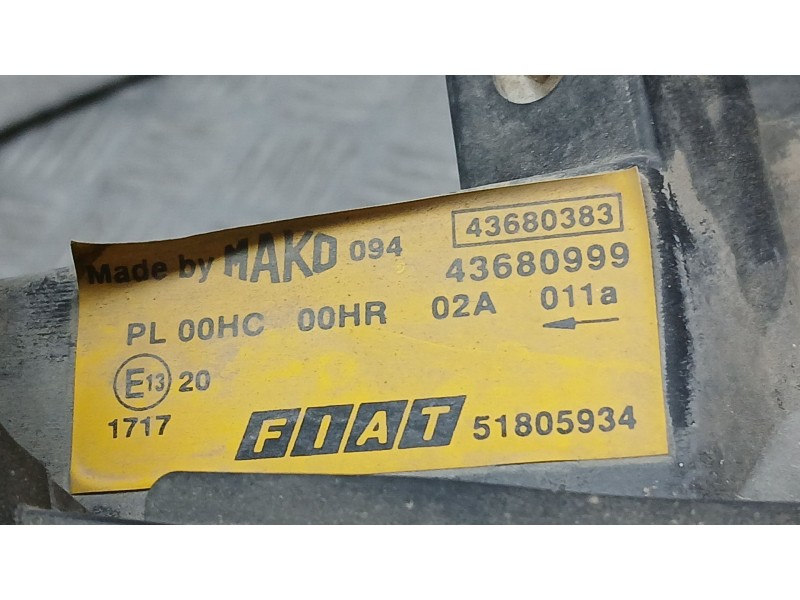 43680383
Made by MAKO 094 43680999
PL 00HC 00HR 02A 011a
E13 20
1717 FIAT 51805934